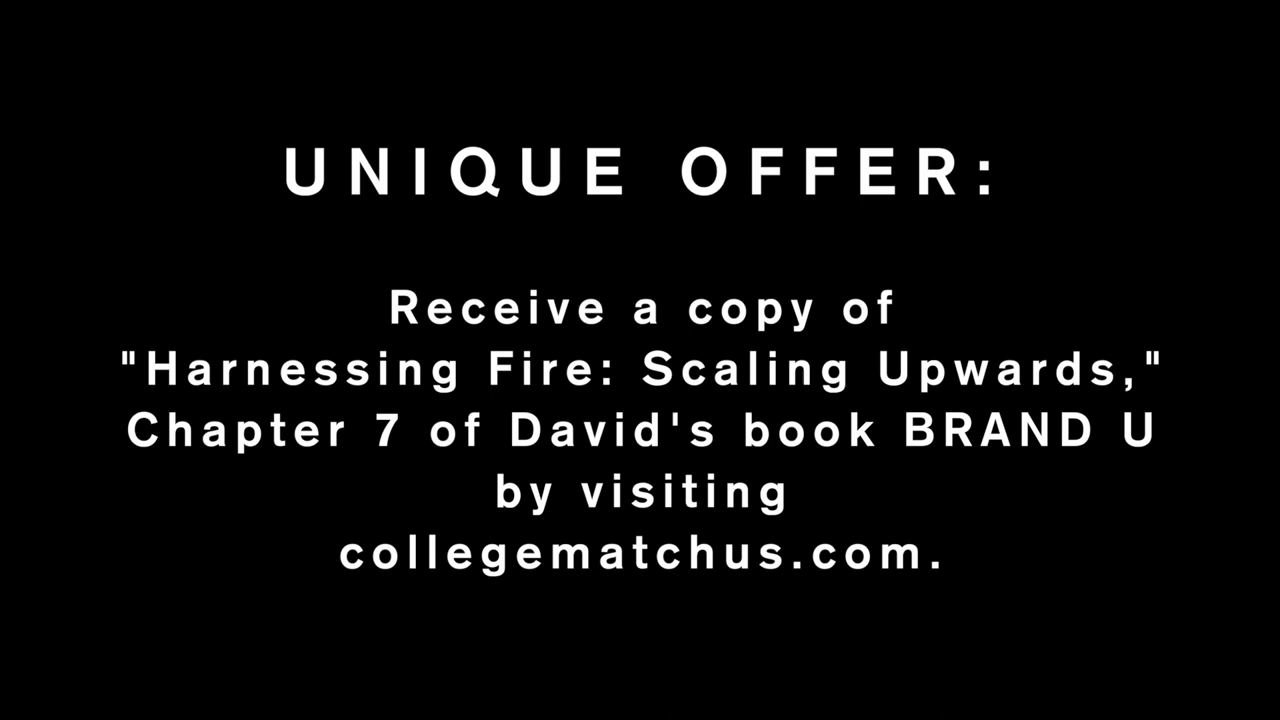 UNIQUE OFFER:
Receive a copy of
"Harnessing Fire: Scaling Upwards,"
Chapter 7 of David's book BRAND U
by visiting
collegematchus.com.